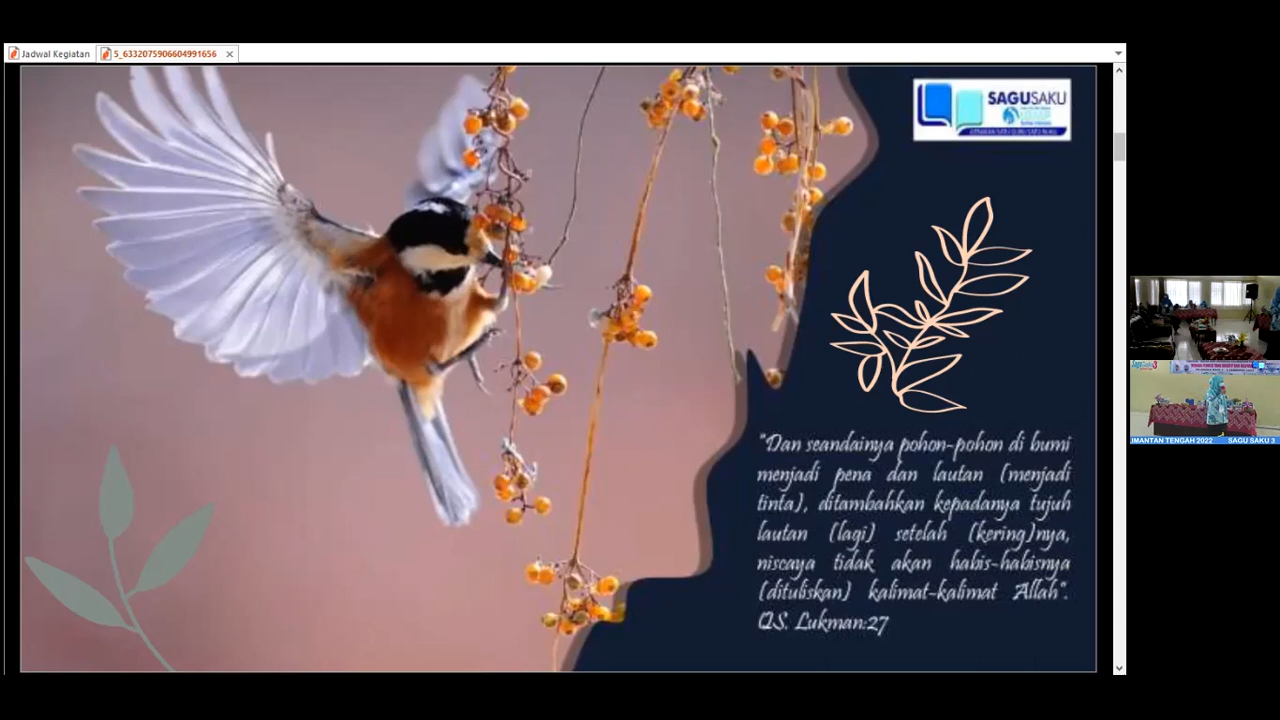 Jadwal Kegiatan
5_6332075906604991656
SAGUSAKU
"Dan seandainya pohon-pohon di bumi
menjadi pena dan lautan (menjadi
tinta), ditambahkan kepadanya tujuh
lautan (lagi) setelah (kering)nya,
niscaya tidak akan habis-habisnya
(dituliskan) kalimat-kalimat Allah".
QS. Lukman:27
IMANTAN TENGAH 2022 SAGU SAKU 3